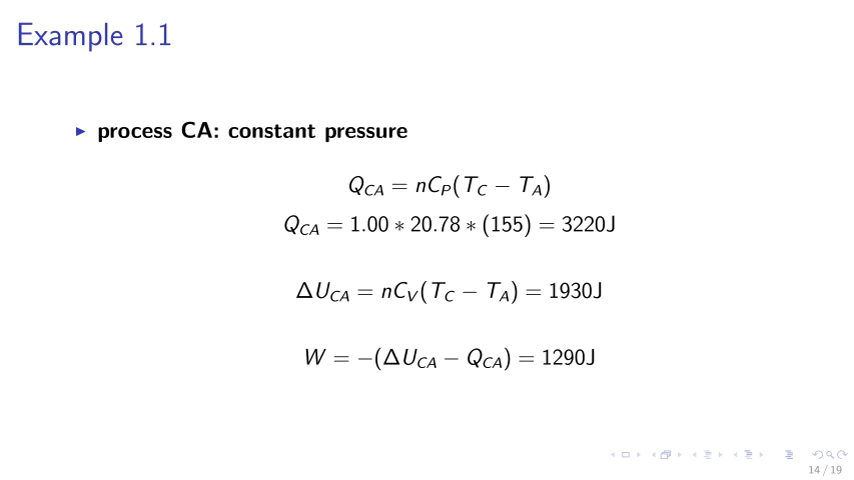 Example 1.1
▶ process CA: constant pressure
Q_CA = nC_P(T_C − T_A)
Q_CA = 1.00 ∗ 20.78 ∗ (155) = 3220J
ΔU_CA = nC_V(T_C − T_A) = 1930J
W = −(ΔU_CA − Q_CA) = 1290J
14 / 19